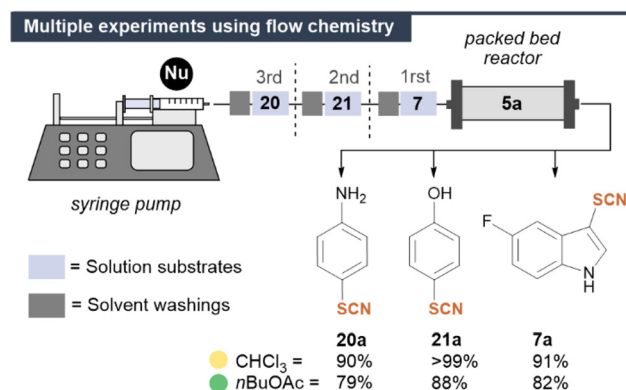 Multiple experiments using flow chemistry
packed bed
reactor
Nu
3rd
2nd
1rst
20
21
7
5a
syringe pump
NH2
OH
SCN
F
N
H
SCN
SCN
= Solution substrates
= Solvent washings
20a 21a 7a
CHCl3 = 90% >99% 91%
nBuOAc = 79% 88% 82%